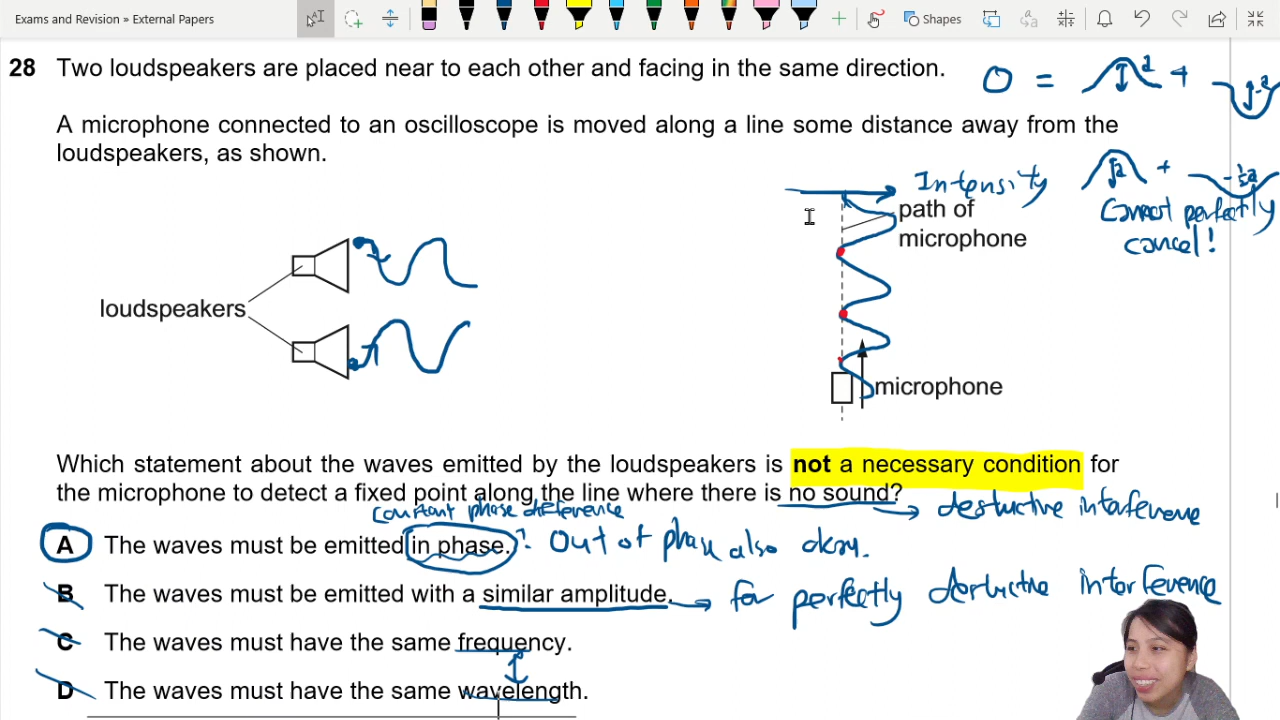 Exams and Revision » External Papers
Shapes
28 Two loudspeakers are placed near to each other and facing in the same direction.
0 = + 
A microphone connected to an oscilloscope is moved along a line some distance away from the
loudspeakers, as shown.
Intensity
path of
microphone
Cannot perfectly
cancel!
loudspeakers
microphone
Which statement about the waves emitted by the loudspeakers is not a necessary condition for
the microphone to detect a fixed point along the line where there is no sound?
constant phase difference
→ destructive interference
A The waves must be emitted in phase. ? Out of phase also okay.
B The waves must be emitted with a similar amplitude. → for perfectly destructive interference
C The waves must have the same frequency.
D The waves must have the same wavelength.